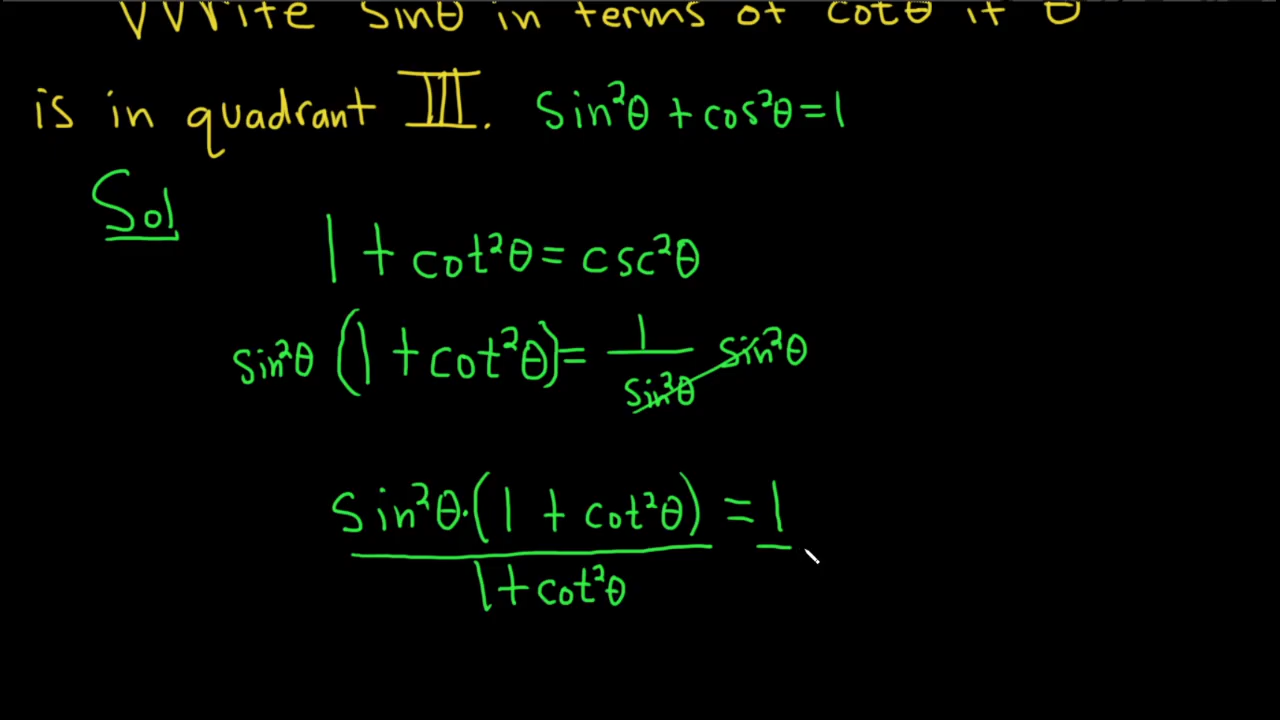 Write sinθ in terms of cotθ if θ
is in quadrant III. sin²θ + cos²θ = 1
Sol
1 + cot²θ = csc²θ
sin²θ (1 + cot²θ) = 1/sin²θ sin²θ
sin²θ·(1 + cot²θ) = 1
1 + cot²θ